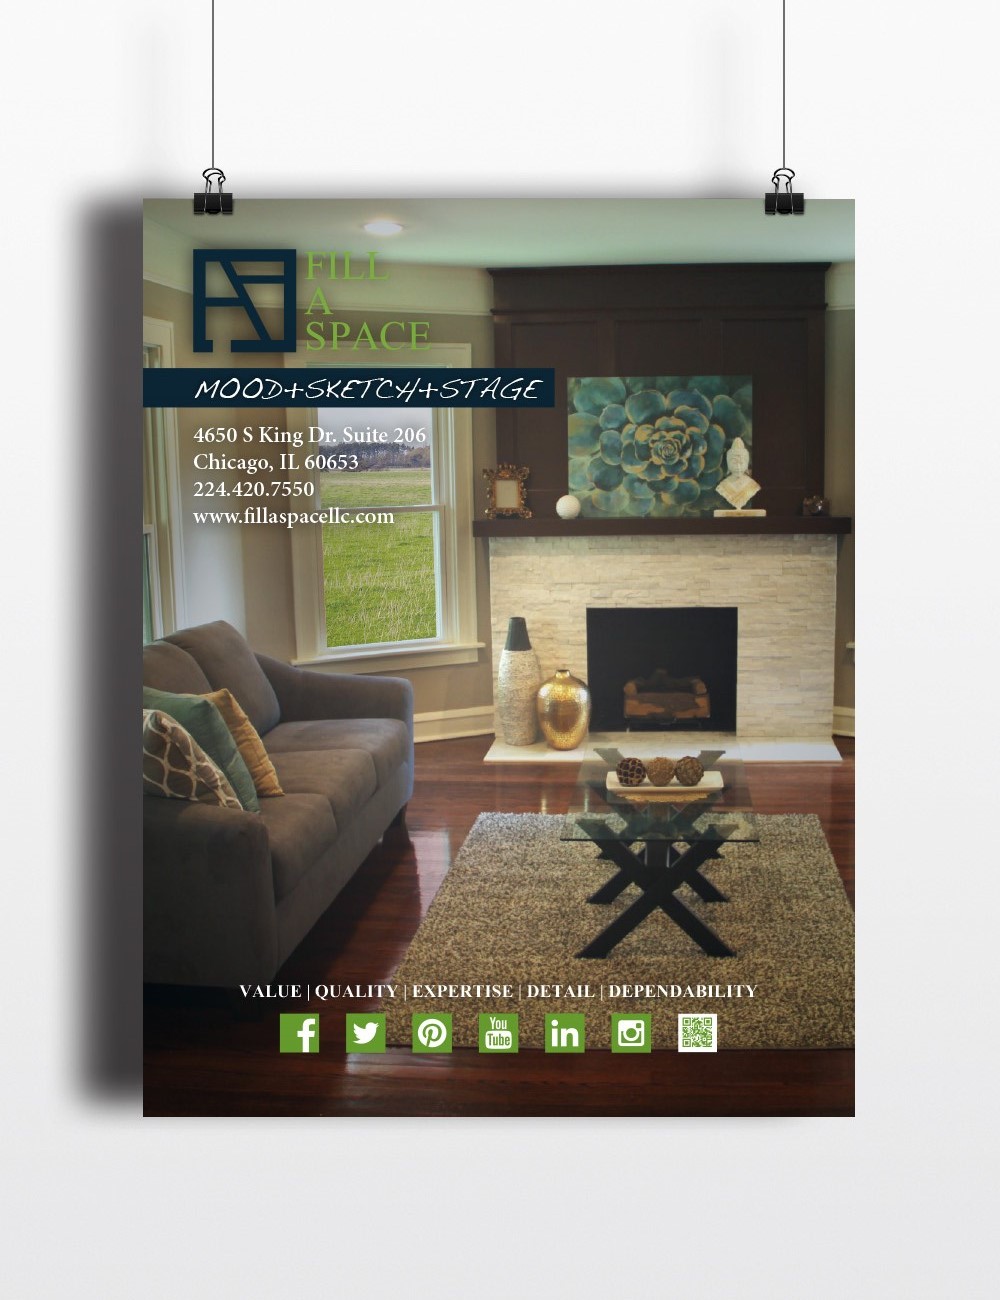 FILL
A
SPACE
MOOD+SKETCH+STAGE
4650 S King Dr. Suite 206
Chicago, IL 60653
224.420.7550
www.fillaspacellc.com
VALUE | QUALITY | EXPERTISE | DETAIL | DEPENDABILITY
You
Tube
in